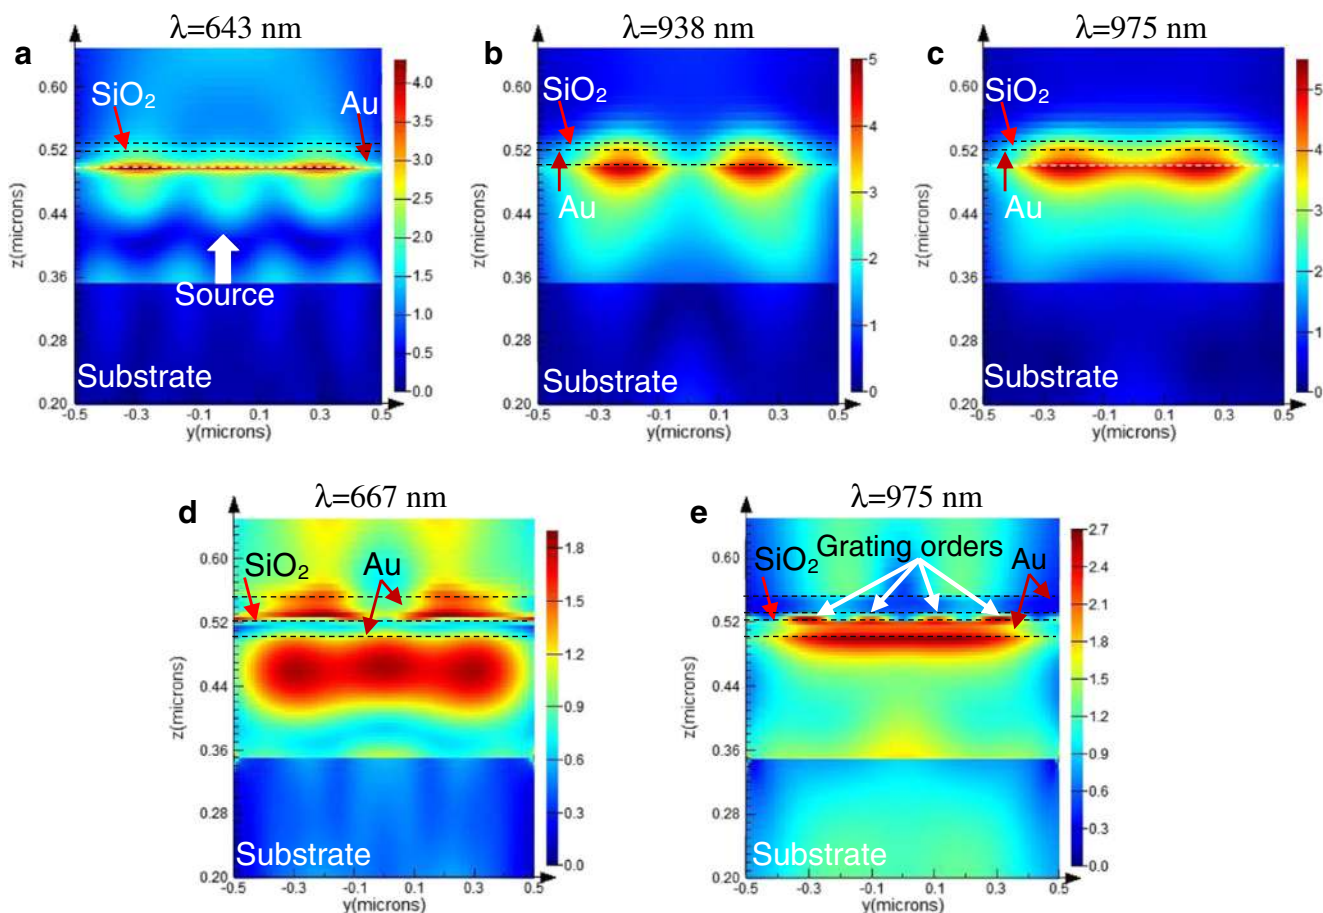 λ=643 nm
λ=938 nm
λ=975 nm
a
b
c
SiO₂
Au
SiO₂
Au
SiO₂
Au
Source
Substrate
Substrate
Substrate
z(microns)
0.60
0.52
0.44
0.36
0.28
0.20
-0.5
-0.3
-0.1
0.1
0.3
0.5
y(microns)
4.0
3.5
3.0
2.5
2.0
1.5
1.0
0.5
0.0
z(microns)
0.60
0.52
0.44
0.36
0.28
0.20
-0.5
-0.3
-0.1
0.1
0.3
0.5
y(microns)
5
4
3
2
1
0
z(microns)
0.60
0.52
0.44
0.36
0.28
0.20
-0.5
-0.3
-0.1
0.1
0.3
0.5
y(microns)
5
4
3
2
1
0
λ=667 nm
λ=975 nm
d
e
SiO₂
Au
SiO₂
Grating orders
Au
Substrate
Substrate
z(microns)
0.60
0.52
0.44
0.36
0.28
0.20
-0.5
-0.3
-0.1
0.1
0.3
0.5
y(microns)
1.8
1.5
1.2
0.9
0.6
0.3
0.0
z(microns)
0.60
0.52
0.44
0.36
0.28
0.20
-0.5
-0.3
-0.1
0.1
0.3
0.5
y(microns)
2.7
2.4
2.1
1.8
1.5
1.2
0.9
0.6
0.3
0.0